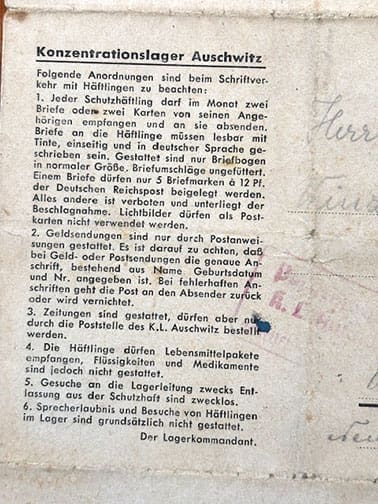 Konzentrationslager Auschwitz
Folgende Anordnungen sind beim Schriftver-
kehr mit Häftlingen zu beachten:
1. Jeder Schutzhäftling darf im Monat zwei
Briefe oder zwei Karten von seinen Ange-
hörigen empfangen und an sie absenden.
Briefe an die Häftlinge müssen lesbar mit
Tinte, einseitig und in deutscher Sprache ge-
schrieben sein. Gestattet sind nur Briefbogen
in normaler Größe. Briefumschläge ungefüttert.
Einem Briefe dürfen nur 5 Briefmarken à 12 Pf.
der Deutschen Reichspost beigelegt werden.
Alles andere ist verboten und unterliegt der
Beschlagnahme. Lichtbilder dürfen als Post-
karten nicht verwendet werden.
2. Geldsendungen sind nur durch Postanwei-
sungen gestattet. Es ist darauf zu achten, daß
bei Geld- oder Postsendungen die genaue An-
schrift, bestehend aus Name Geburtsdatum
und Nr. angegeben ist. Bei fehlerhaften An-
schriften geht die Post an den Absender zurück
oder wird vernichtet.
3. Zeitungen sind gestattet, dürfen aber nur
durch die Poststelle des K.L. Auschwitz bestellt
werden.
4. Die Häftlinge dürfen Lebensmittelpakete
empfangen, Flüssigkeiten und Medikamente
sind jedoch nicht gestattet.
5. Gesuche an die Lagerleitung zwecks Ent-
lassung aus der Schutzhaft sind zwecklos.
6. Sprecherlaubnis und Besuche von Häftlingen
im Lager sind grundsätzlich nicht gestattet.
Der Lagerkommandant.
Herr